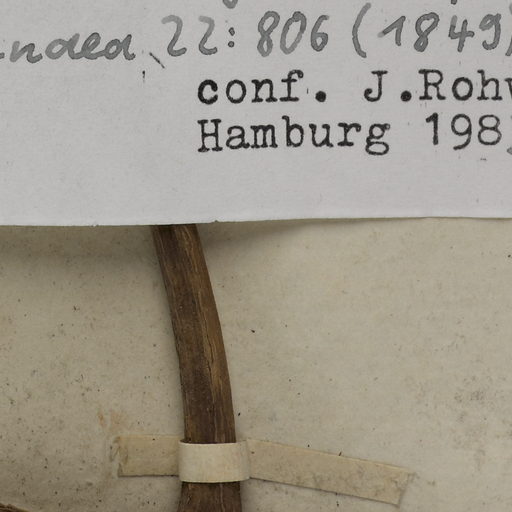 22: 806 (1849)
conf. J.Roh
Hamburg 198